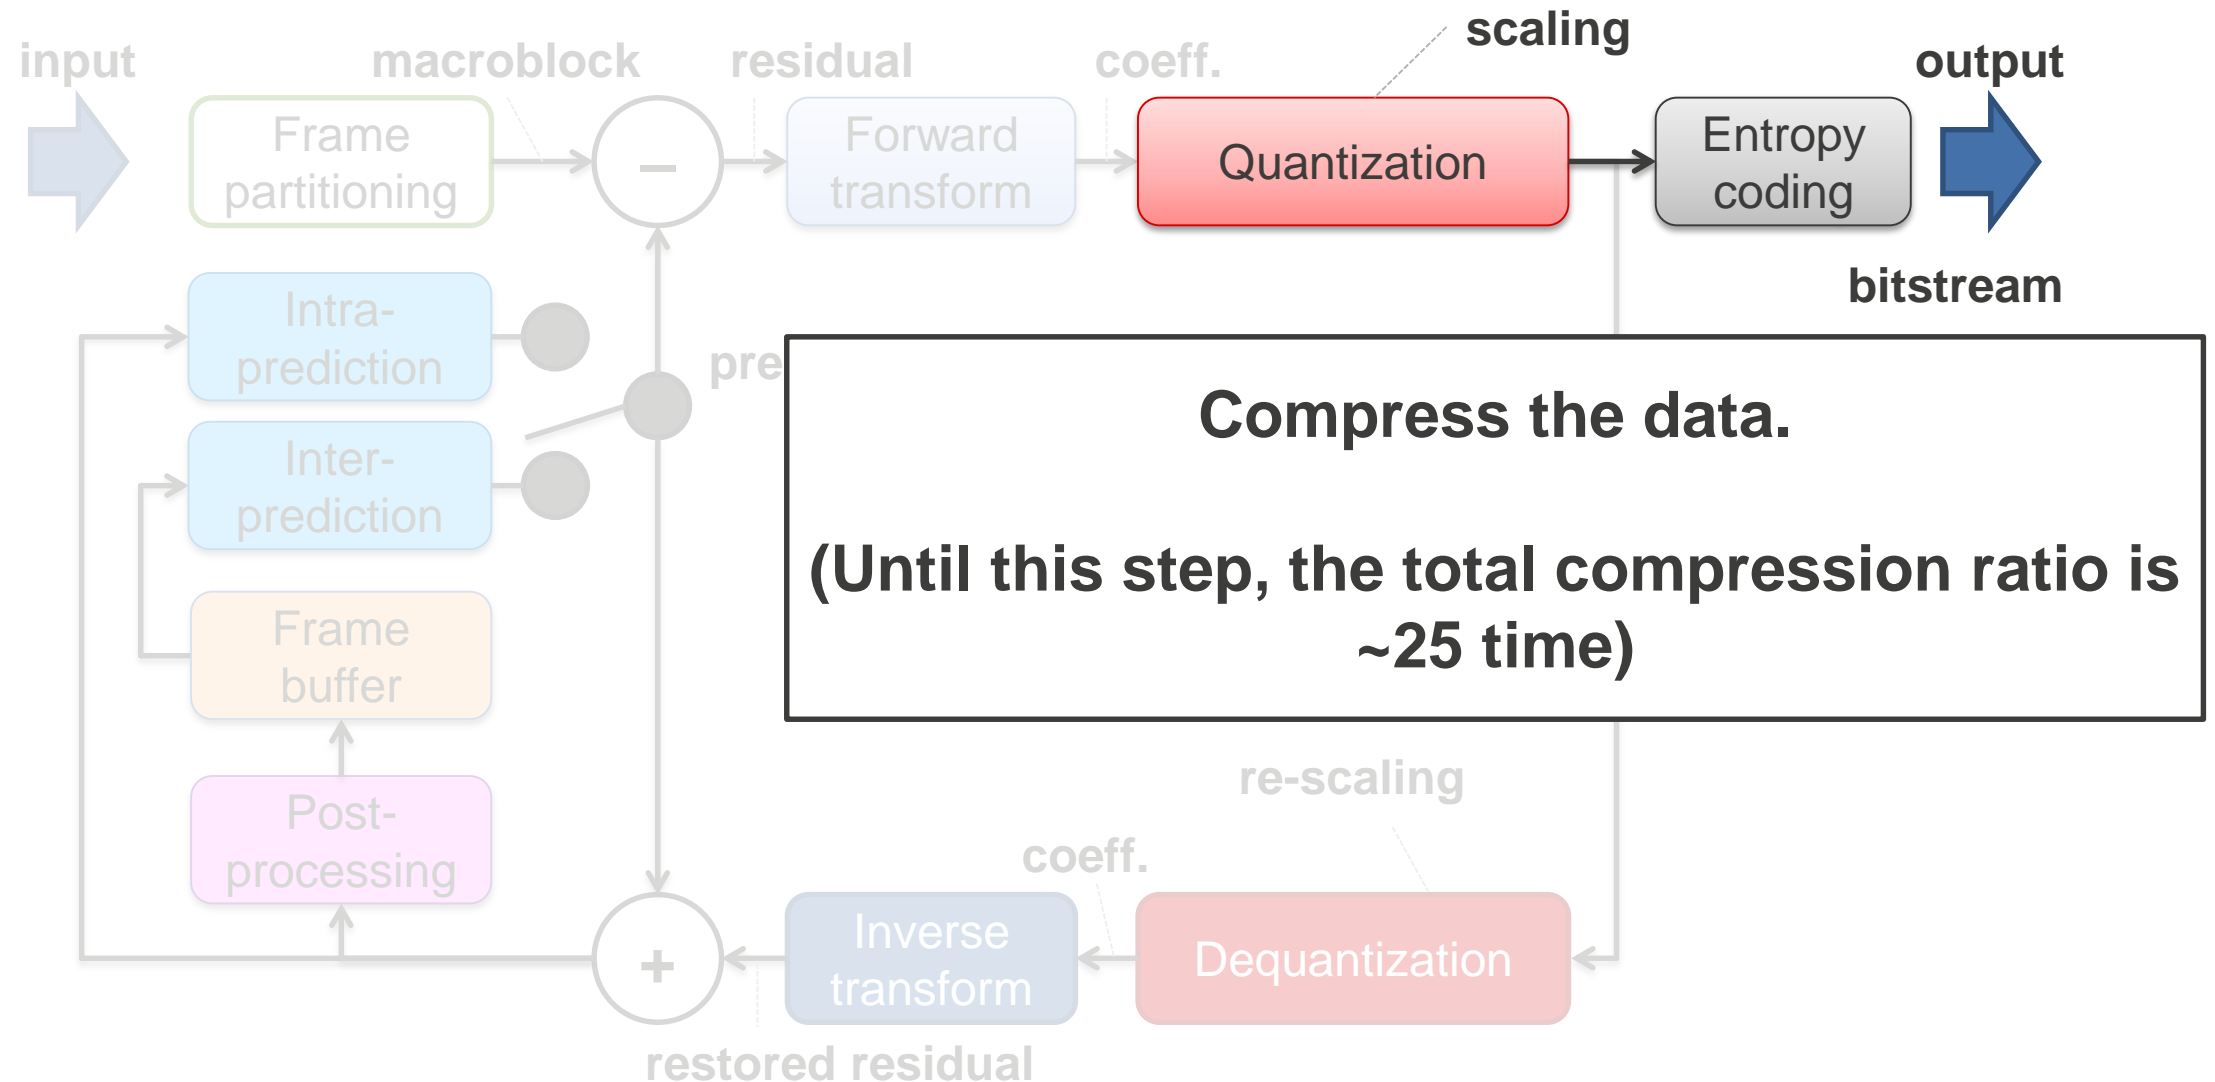 scaling
input
macroblock
residual
coeff.
output
Frame
partitioning
−
Forward
transform
Quantization
Entropy
coding
bitstream
Intra-
prediction
pre
Compress the data.
(Until this step, the total compression ratio is
~25 time)
Inter-
prediction
Frame
buffer
re-scaling
Post-
processing
coeff.
+
Inverse
transform
Dequantization
restored residual